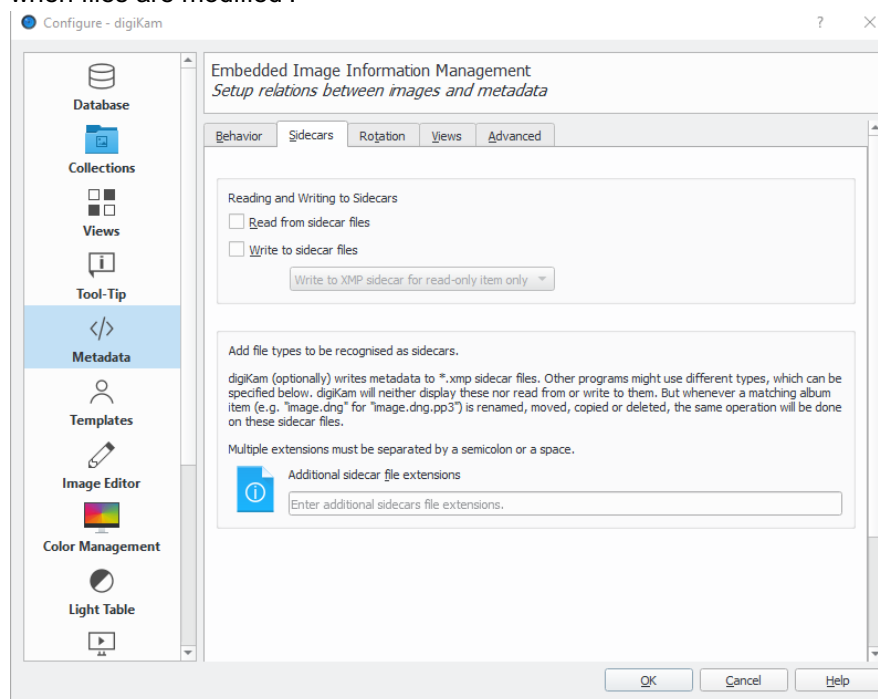 when files are modified .
Configure - digiKam
Database
Collections
Views
Tool-Tip
Metadata
Templates
Image Editor
Color Management
Light Table
Embedded Image Information Management
Setup relations between images and metadata
Behavior Sidecars Rotation Views Advanced
Reading and Writing to Sidecars
Read from sidecar files
Write to sidecar files
Write to XMP sidecar for read-only item only
Add file types to be recognised as sidecars.
digiKam (optionally) writes metadata to *.xmp sidecar files. Other programs might use different types, which can be
specified below. digiKam will neither display these nor read from or write to them. But whenever a matching album
item (e.g. "image.dng" for "image.dng.pp3") is renamed, moved, copied or deleted, the same operation will be done
on these sidecar files.
Multiple extensions must be separated by a semicolon or a space.
Additional sidecar file extensions
Enter additional sidecars file extensions.
OK Cancel Help